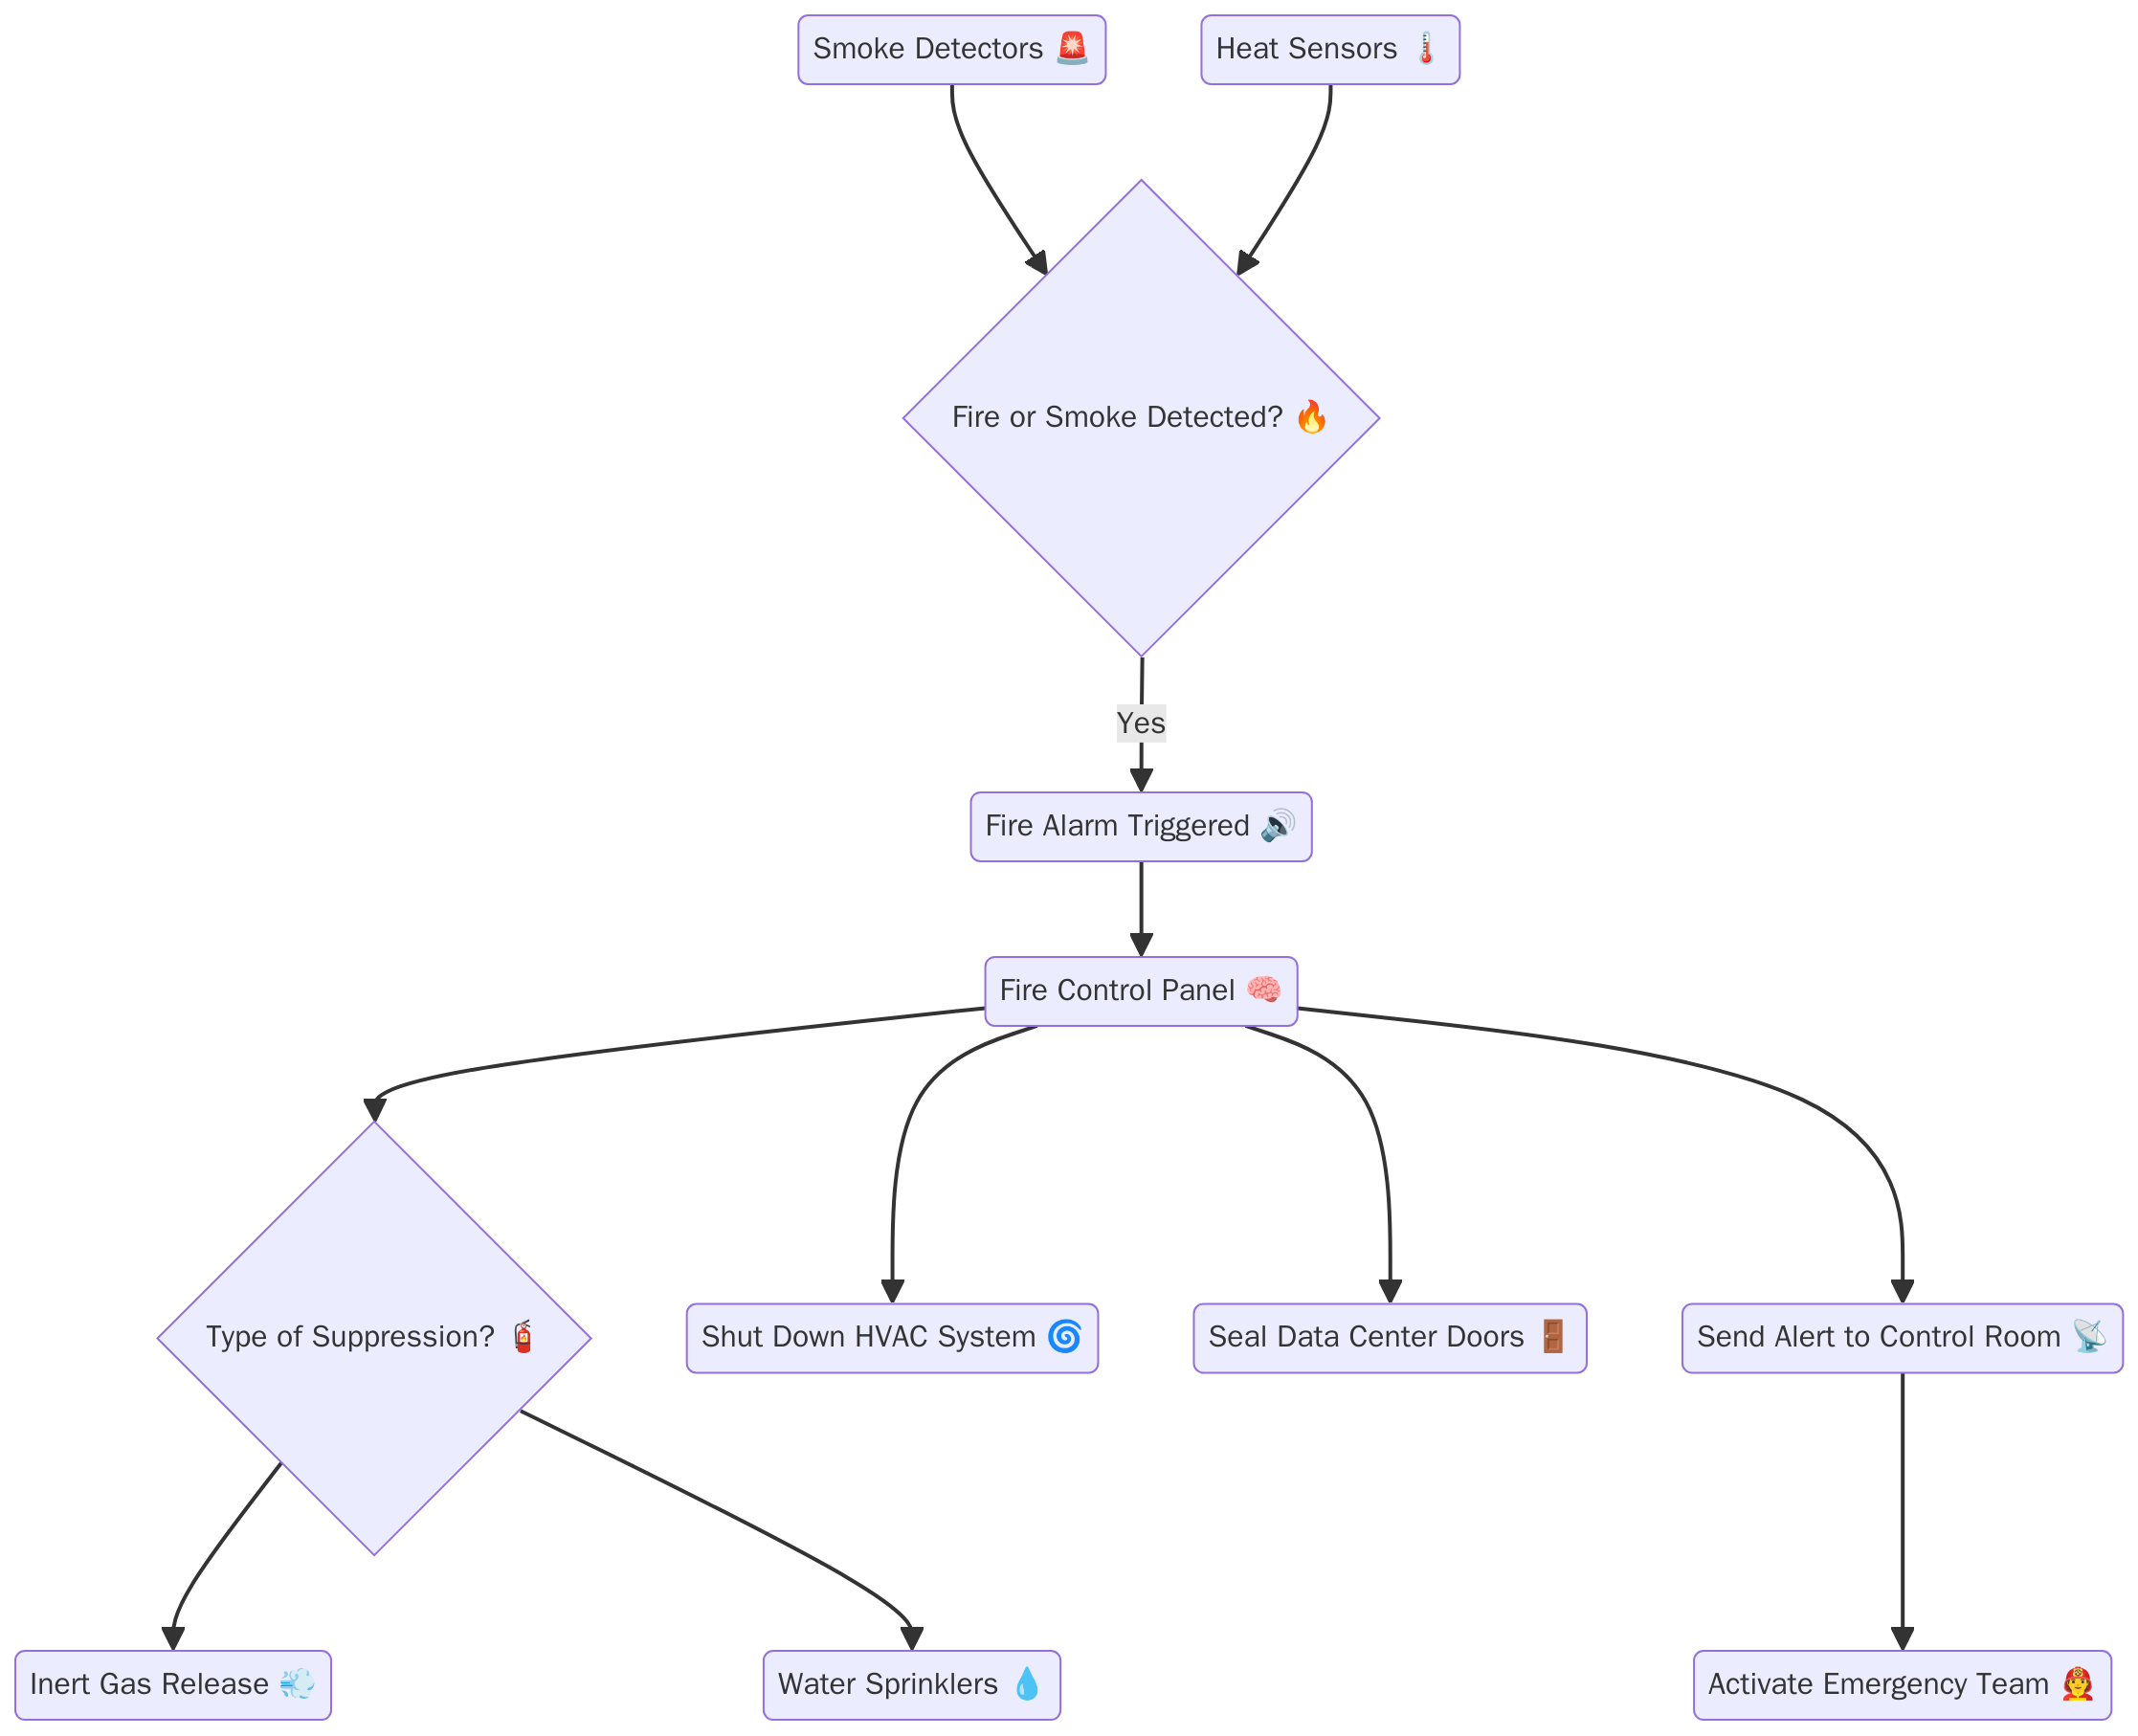 Smoke Detectors 🚨
Heat Sensors 🌡️
Fire or Smoke Detected? 🔥
Yes
Fire Alarm Triggered 🔊
Fire Control Panel 🧠
Type of Suppression? 🧯
Shut Down HVAC System 🌀
Seal Data Center Doors 🚪
Send Alert to Control Room 📡
Inert Gas Release 💨
Water Sprinklers 💧
Activate Emergency Team 🧑‍🚒